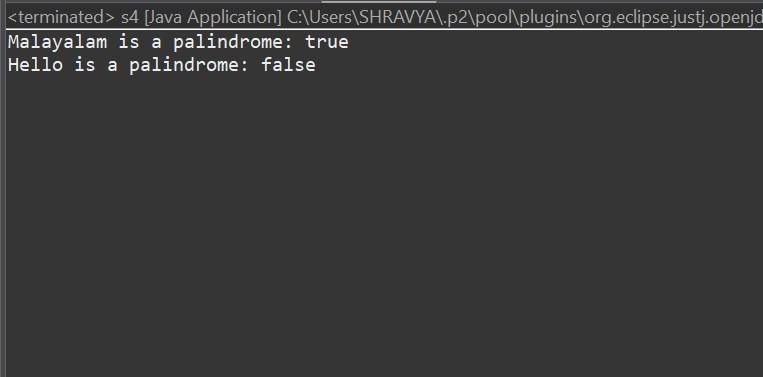 <terminated> s4 [Java Application] C:\Users\SHRAVYA\.p2\pool\plugins\org.eclipse.justj.openjd
Malayalam is a palindrome: true
Hello is a palindrome: false